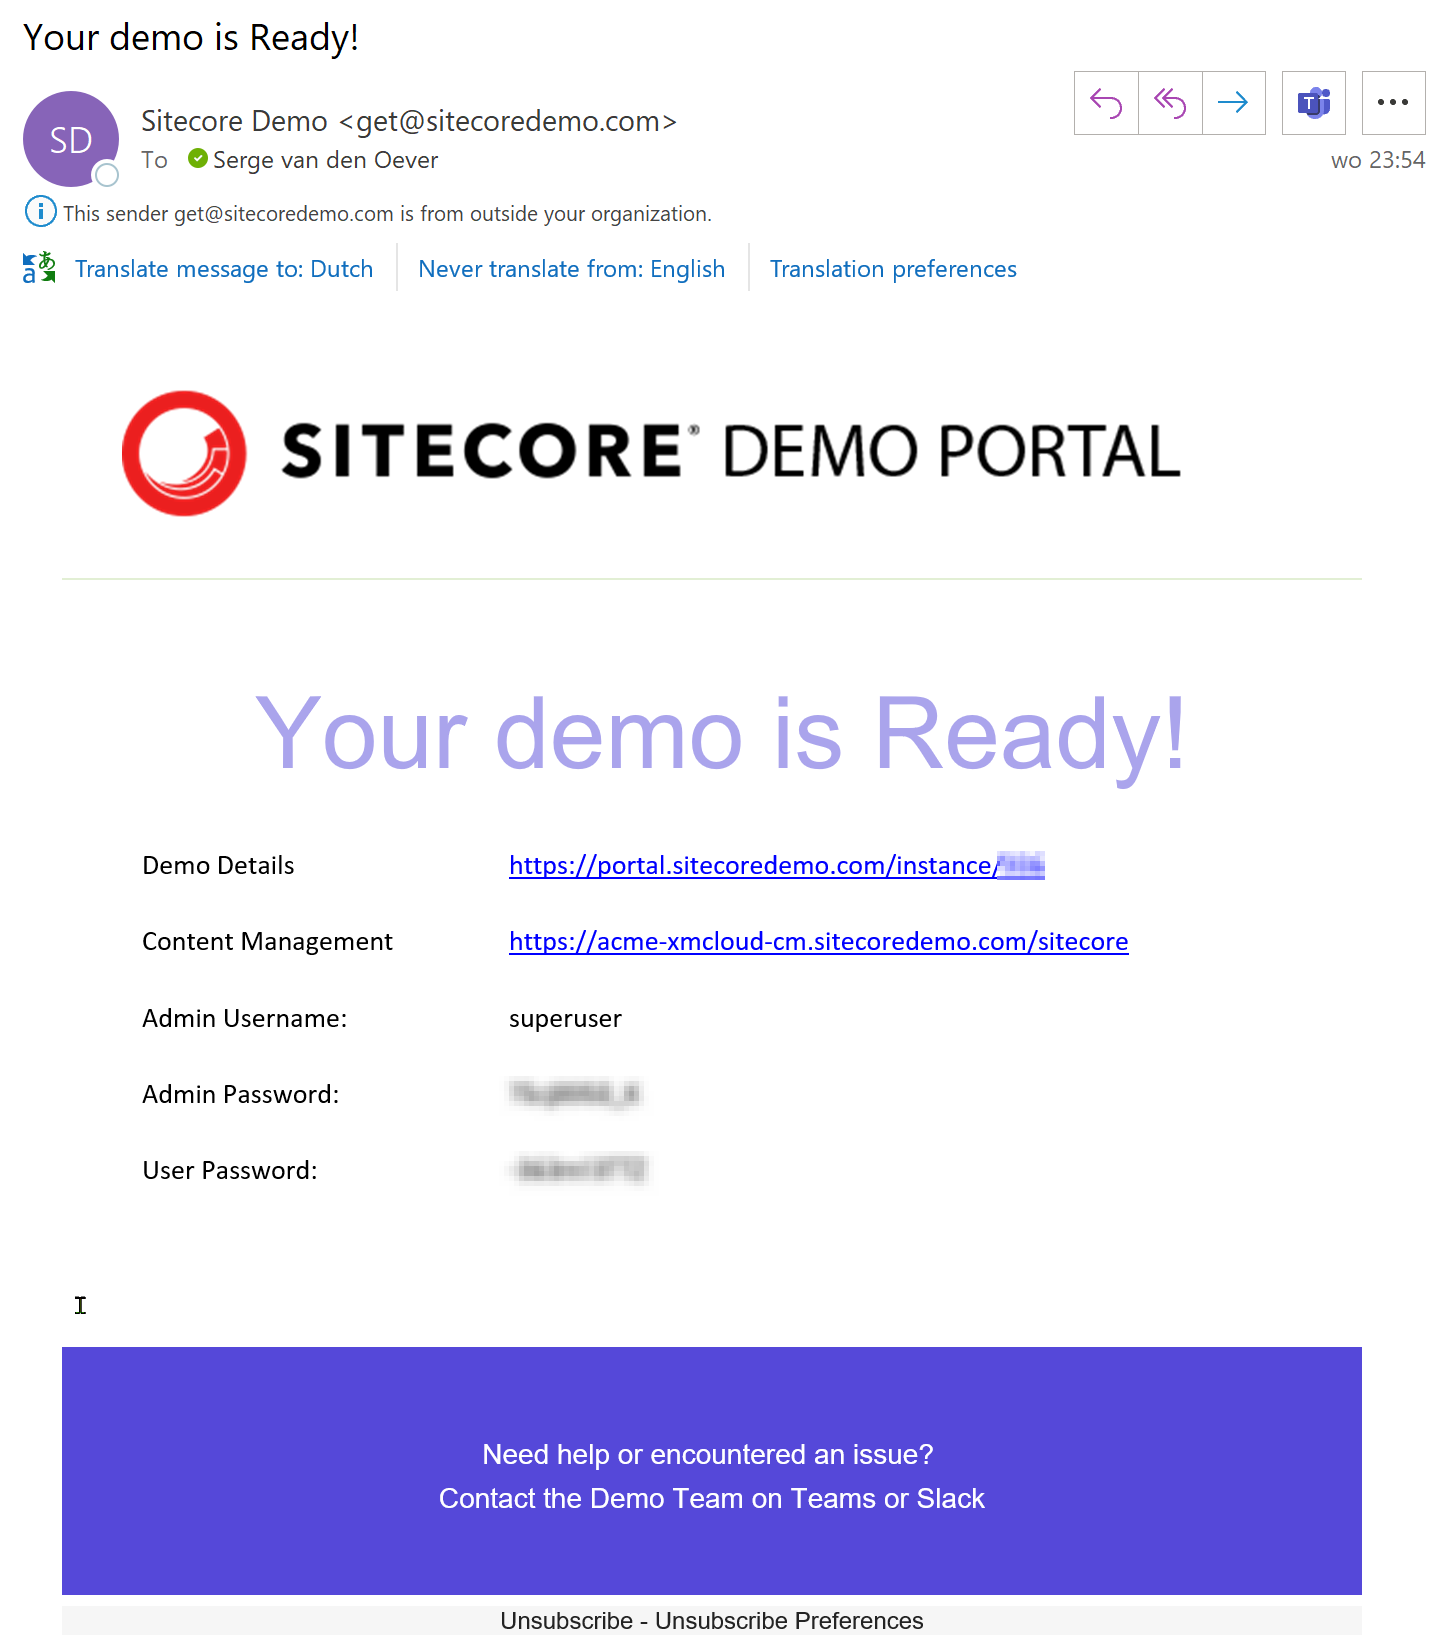 Your demo is Ready!
SD
Sitecore Demo <get@sitecoredemo.com>
To Serge van den Oever
wo 23:54
This sender get@sitecoredemo.com is from outside your organization.
Translate message to: Dutch
Never translate from: English
Translation preferences
SITECORE® DEMO PORTAL
Your demo is Ready!
Demo Details https://portal.sitecoredemo.com/instance/
Content Management https://acme-xmcloud-cm.sitecoredemo.com/sitecore
Admin Username: superuser
Admin Password:
User Password:
Need help or encountered an issue?
Contact the Demo Team on Teams or Slack
Unsubscribe - Unsubscribe Preferences